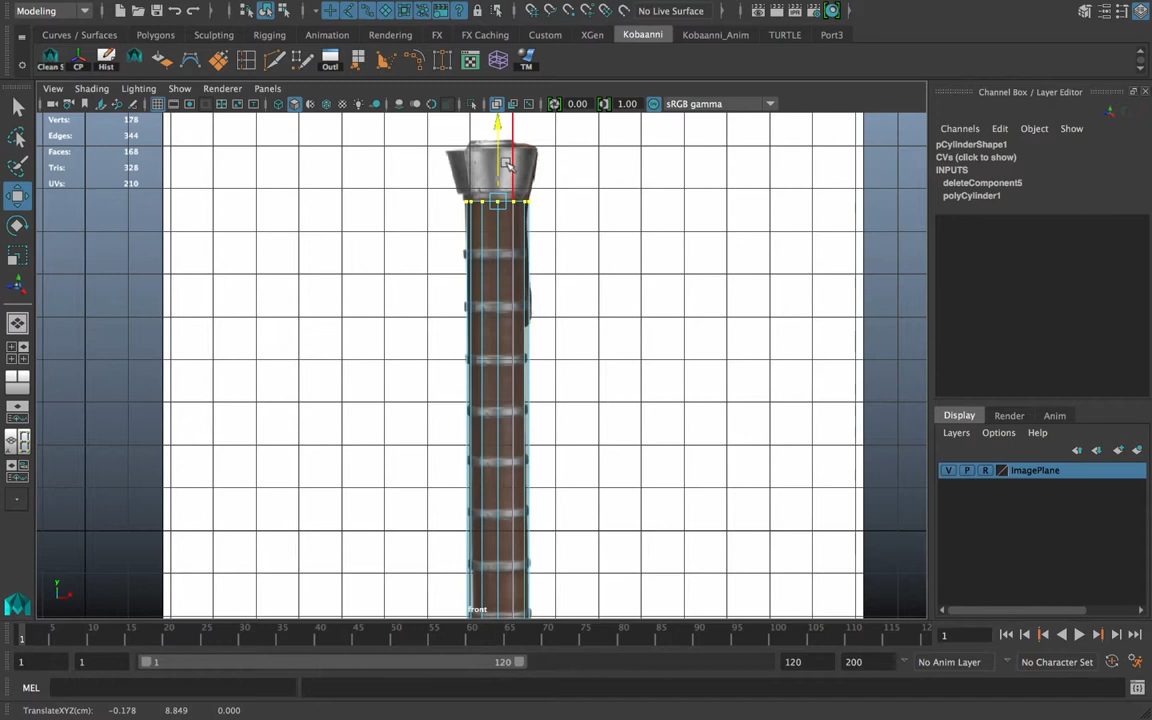 Modeling
No Live Surface
Curves / Surfaces Polygons Sculpting Rigging Animation Rendering FX FX Caching Custom XGen Kobaanni Kobaanni_Anim TURTLE Port3
Clean S CP Hist Outl TM
View Shading Lighting Show Renderer Panels
0.00 1.00 sRGB gamma
Verts: 178
Edges: 344
Faces: 168
Tris: 328
UVs: 210
y
x
front
Channel Box / Layer Editor
Channels Edit Object Show
pCylinderShape1
CVs (click to show)
INPUTS
deleteComponent5
polyCylinder1
Display Render Anim
Layers Options Help
V P R ImagePlane
5 10 15 20 25 30 35 40 45 50 55 60 65 70 75 80 85 90 95 100 105 110 115 12
1
1
1 1 1 120 120 200 No Anim Layer No Character Set
MEL
TranslateXYZ(cm): -0.178 8.849 0.000